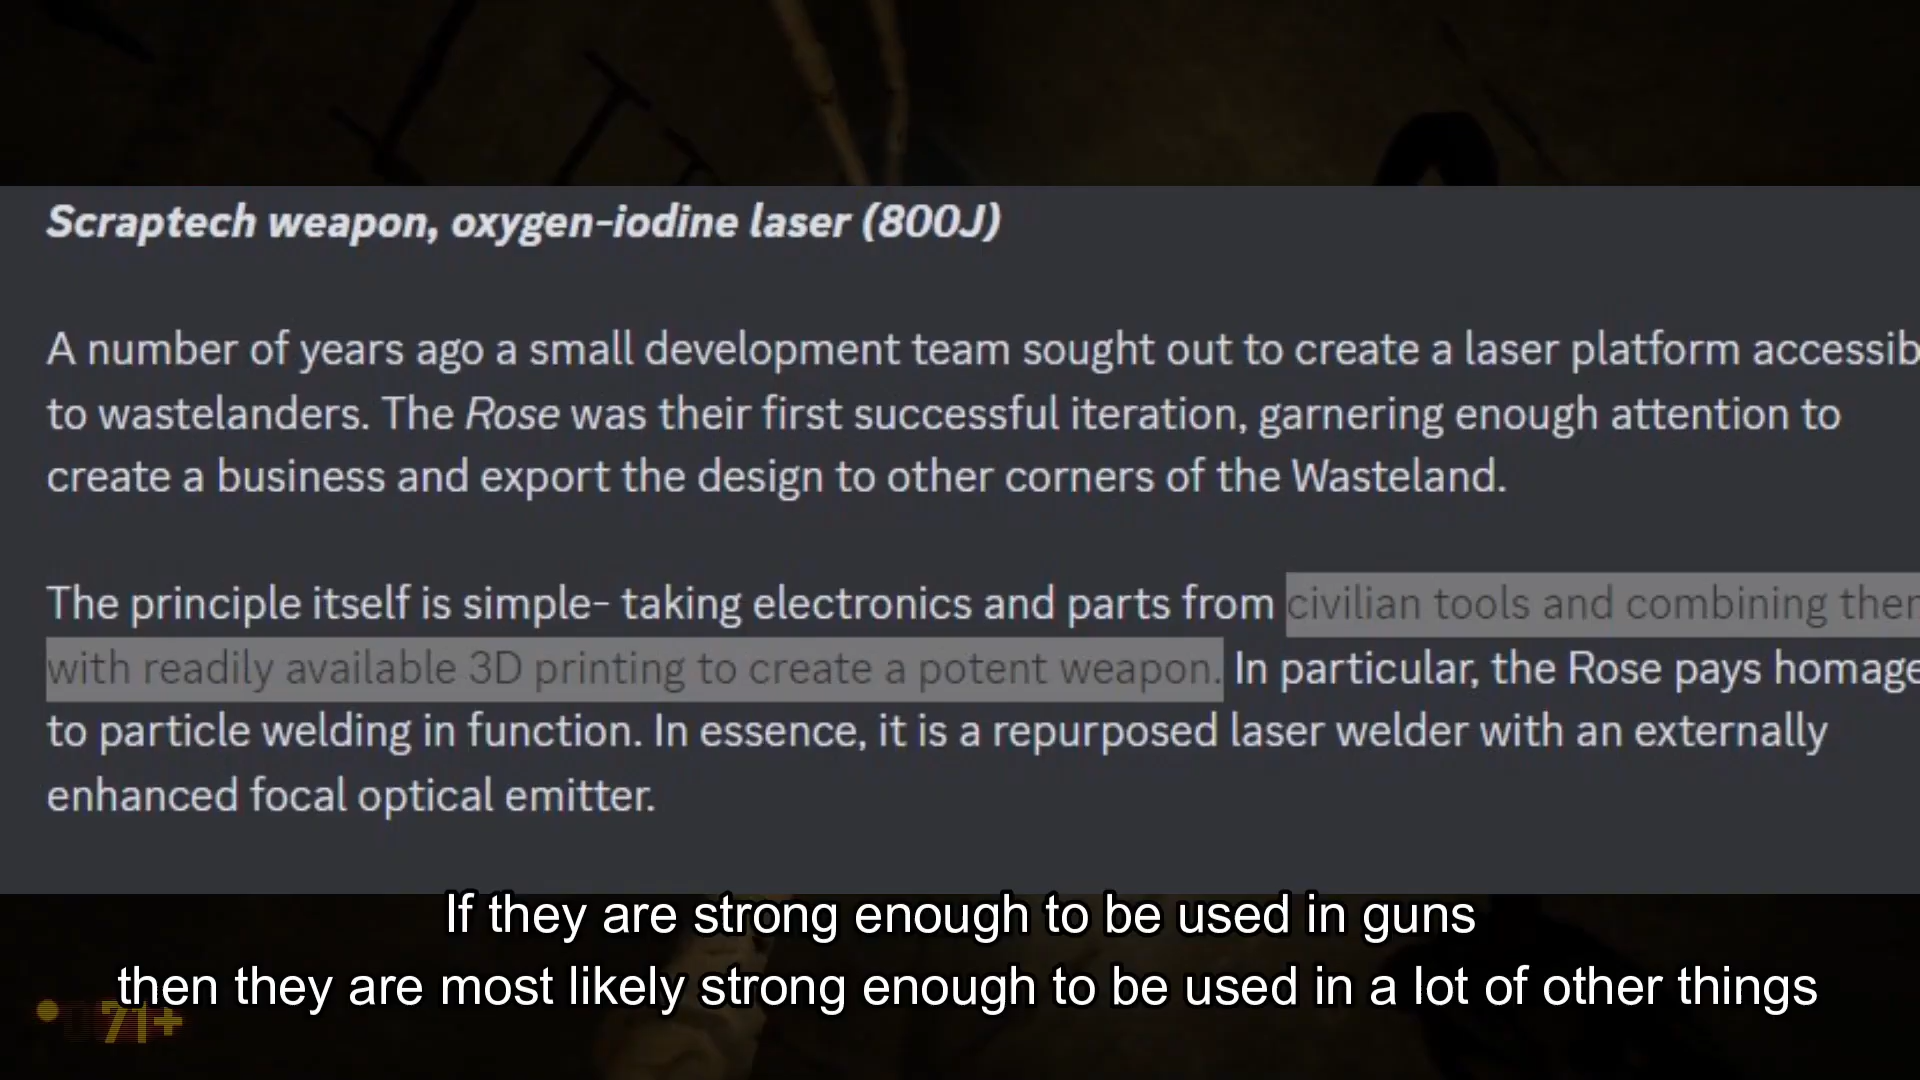 Scraptech weapon, oxygen-iodine laser (800J)
A number of years ago a small development team sought out to create a laser platform accessib
to wastelanders. The Rose was their first successful iteration, garnering enough attention to
create a business and export the design to other corners of the Wasteland.
The principle itself is simple- taking electronics and parts from civilian tools and combining ther
with readily available 3D printing to create a potent weapon. In particular, the Rose pays homage
to particle welding in function. In essence, it is a repurposed laser welder with an externally
enhanced focal optical emitter.
If they are strong enough to be used in guns
then they are most likely strong enough to be used in a lot of other things
71+